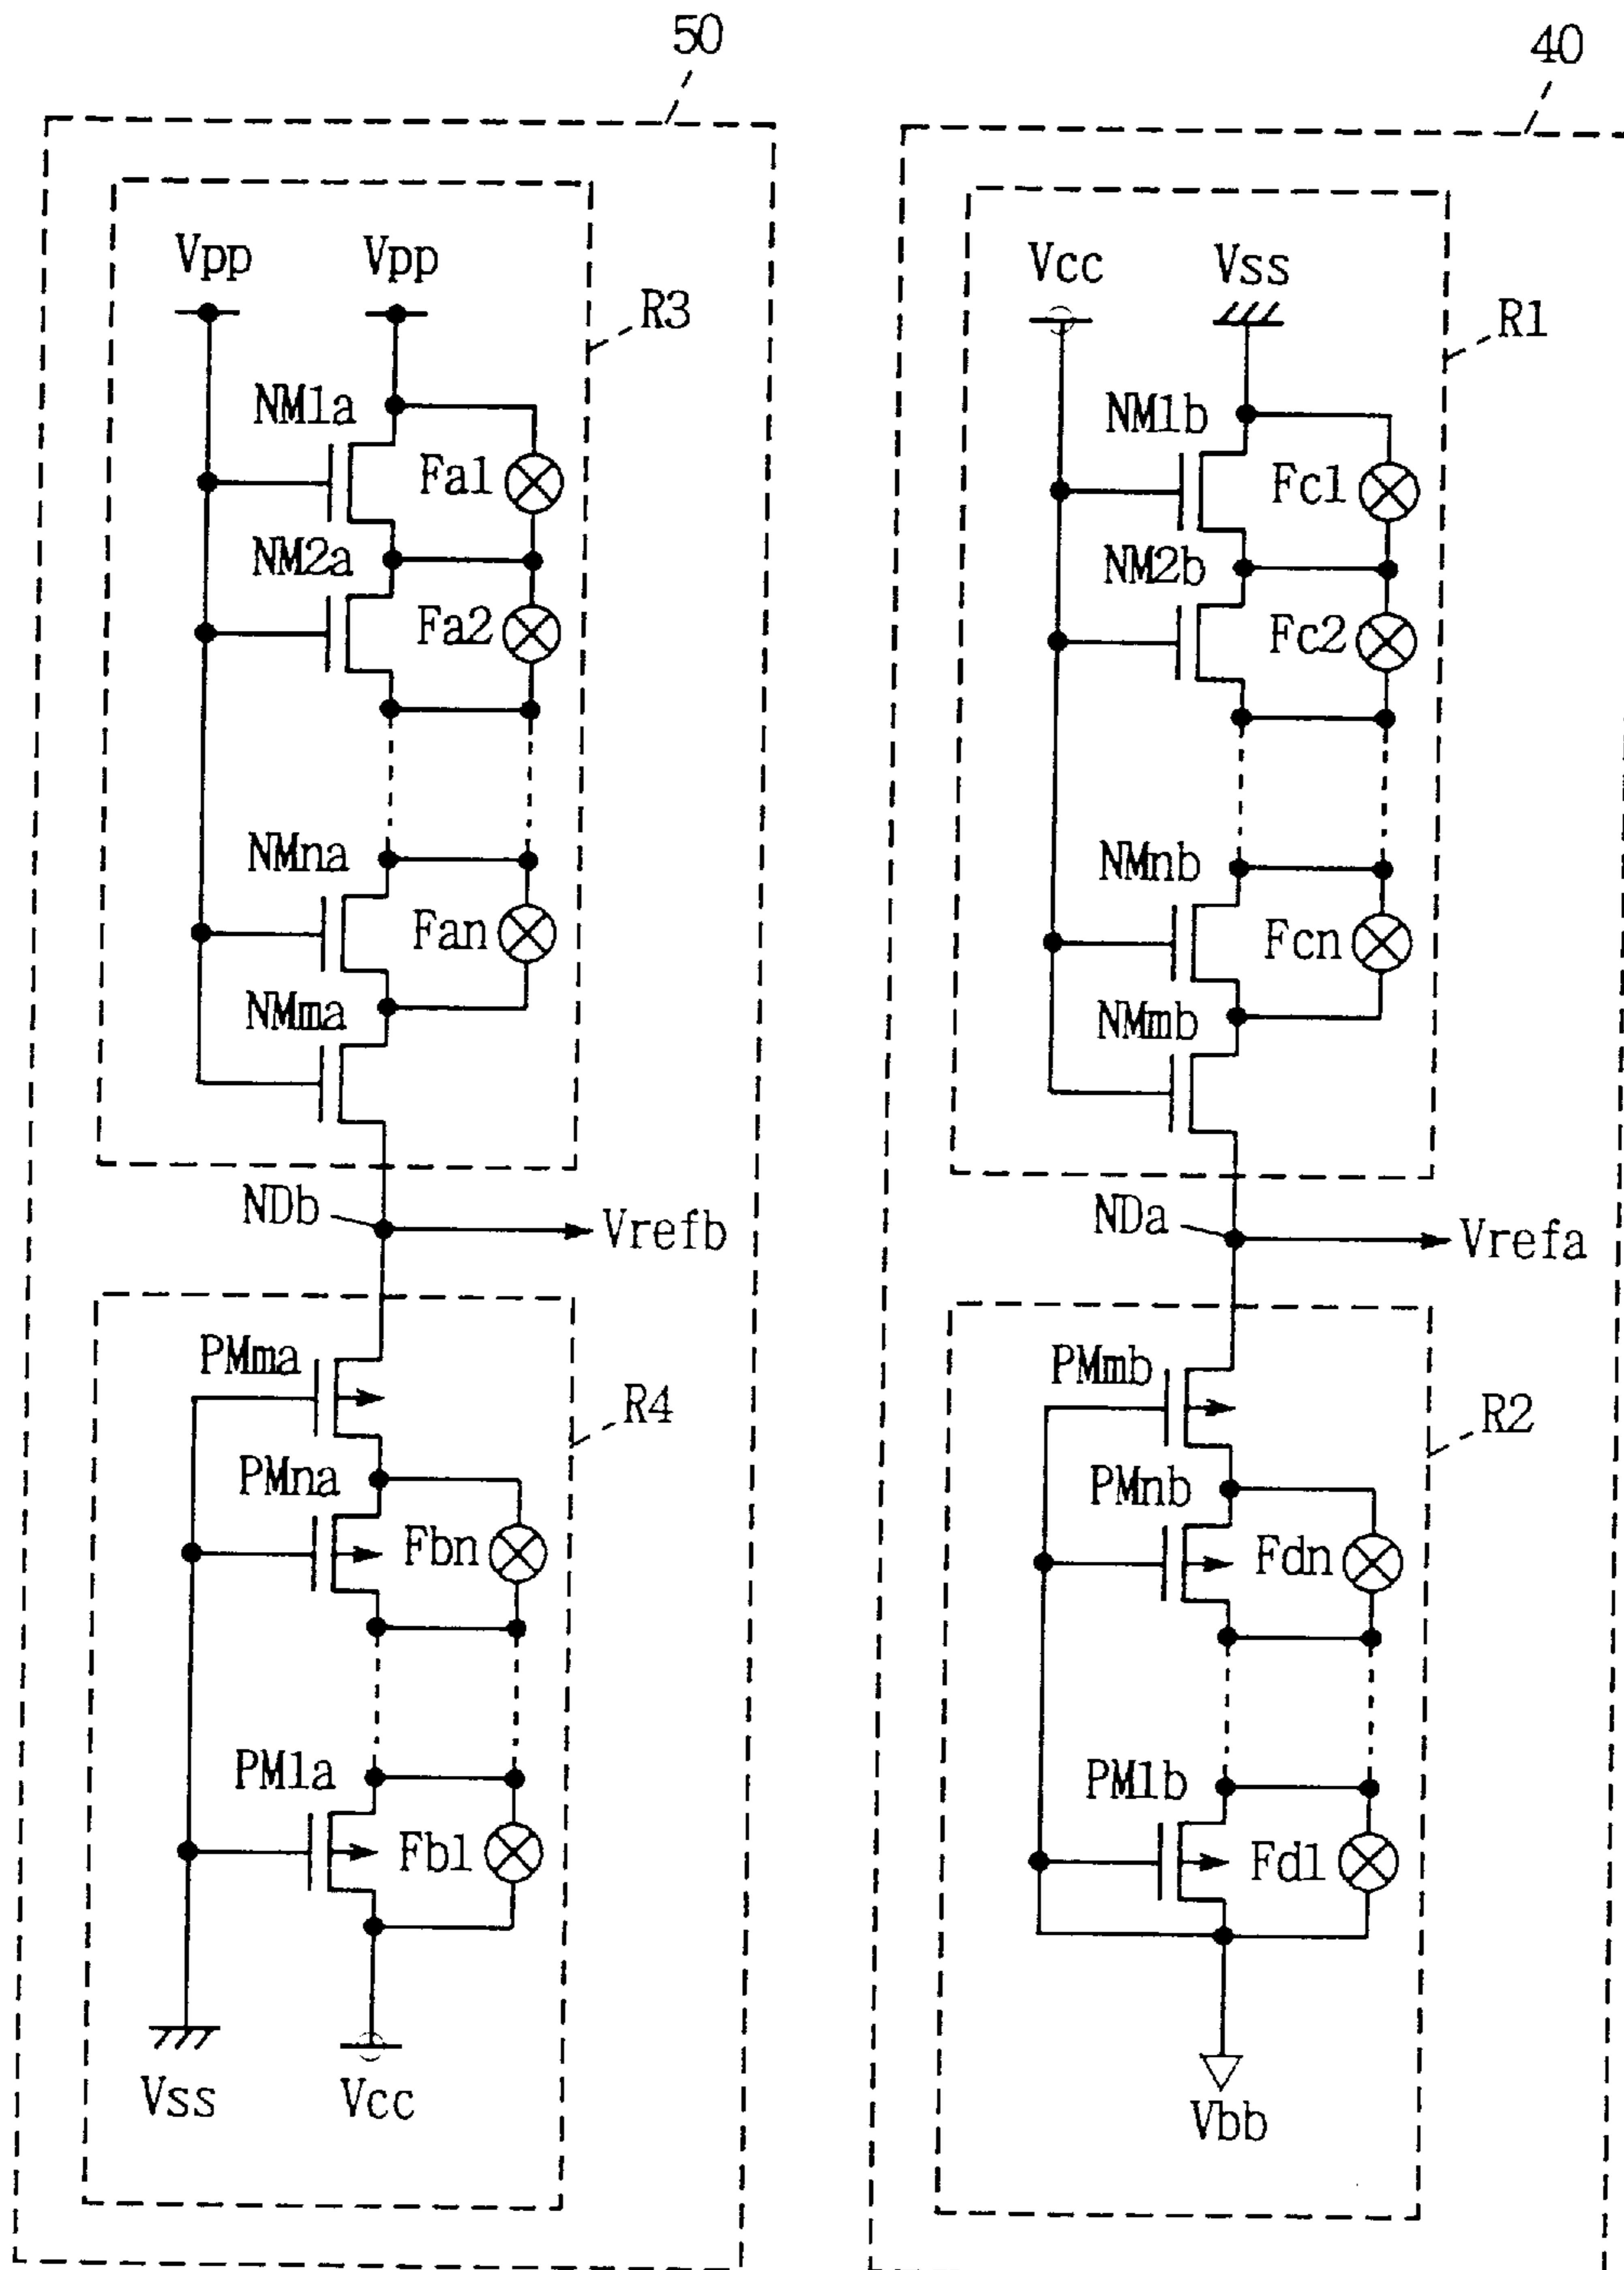 50
Vpp
Vpp
R3
NM1a
Fa1
NM2a
Fa2
NMna
Fan
NMma
NDb
Vrefb
PMma
R4
PMna
Fbn
PM1a
Fb1
Vss
Vcc
40
Vcc
Vss
R1
NM1b
Fc1
NM2b
Fc2
NMnb
Fcn
NMmb
NDa
Vrefa
PMmb
R2
PMnb
Fdn
PM1b
Fd1
Vbb